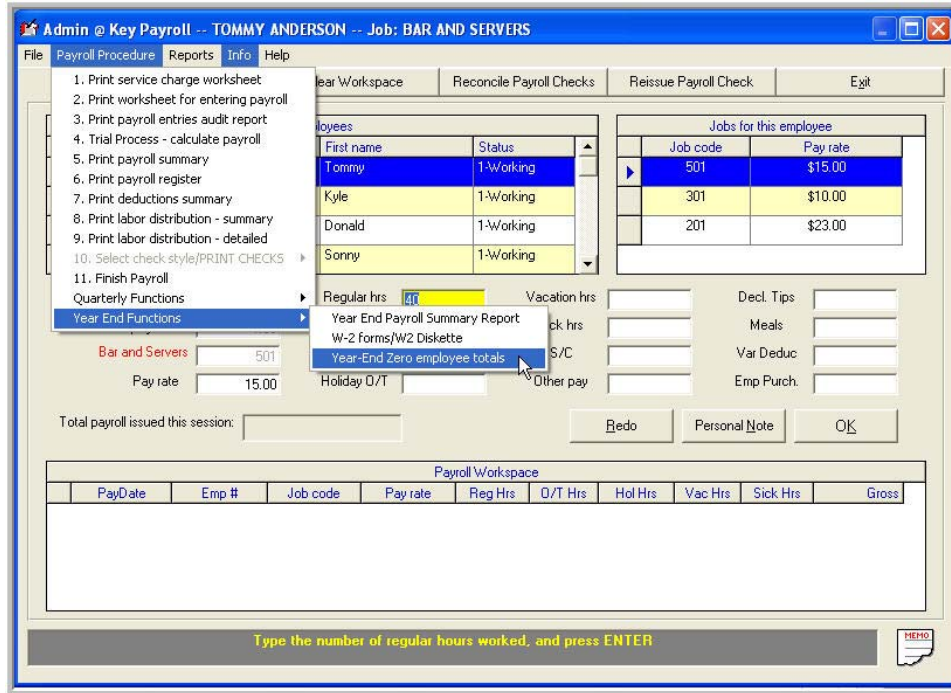 Admin @ Key Payroll -- TOMMY ANDERSON -- Job: BAR AND SERVERS
File Payroll Procedure Reports Info Help
Workspace Reconcile Payroll Checks Reissue Payroll Check Exit
1. Print service charge worksheet
2. Print worksheet for entering payroll
3. Print payroll entries audit report
4. Trial Process - calculate payroll
5. Print payroll summary
6. Print payroll register
7. Print deductions summary
8. Print labor distribution - summary
9. Print labor distribution - detailed
10. Select check style/PRINT CHECKS
11. Finish Payroll
Quarterly Functions
Year End Functions
Year End Payroll Summary Report
W-2 forms/W2 Diskette
Year-End Zero employee totals
First name Status
Tommy 1-Working
Kyle 1-Working
Donald 1-Working
Sonny 1-Working
Jobs for this employee
Job code Pay rate
501 $15.00
301 $10.00
201 $23.00
Regular hrs 40 Vacation hrs Decl. Tips
hrs Meals
Bar and Servers 501 S/C Var Deduc
Pay rate 15.00 Holiday O/T Other pay Emp Purch.
Total payroll issued this session: Redo Personal Note OK
Payroll Workspace
PayDate Emp # Job code Pay rate Reg Hrs O/T Hrs Hol Hrs Vac Hrs Sick Hrs Gross
Type the number of regular hours worked, and press ENTER
MEMO